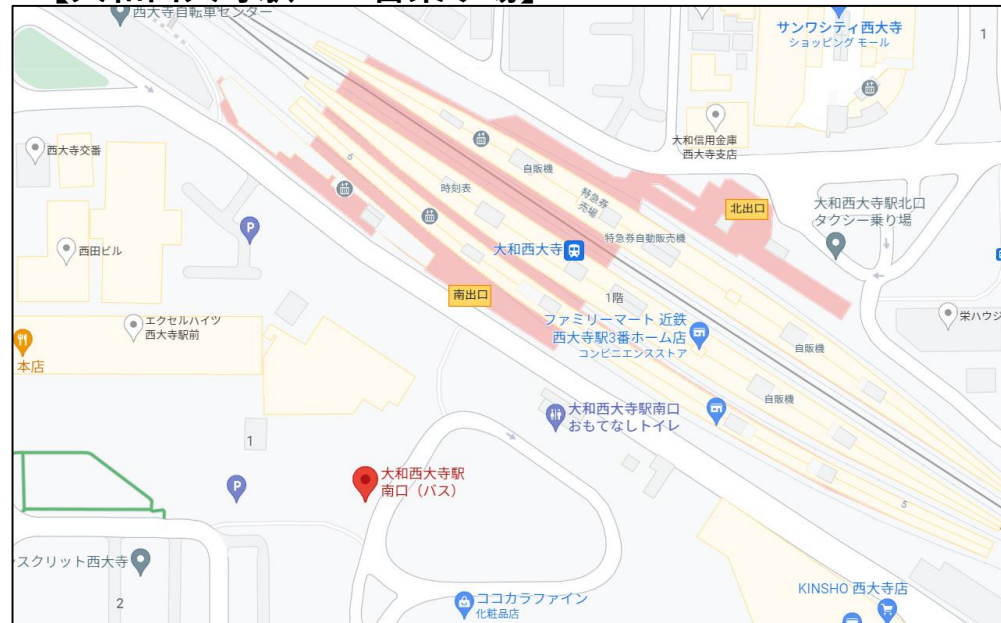 西大寺自転車センター
サンワシティ西大寺
ショッピング モール
1
大和信用金庫
西大寺支店
西大寺交番
6
自販機
時刻表
特急券
売場
北出口
大和西大寺駅北口
タクシー乗り場
P
西田ビル
大和西大寺
特急券自動販売機
南出口
1階
エクセルハイツ
西大寺駅前
ファミリーマート 近鉄
西大寺駅3番ホーム店
コンビニエンスストア
栄ハウジ
自販機
本店
自販機
大和西大寺駅南口
おもてなしトイレ
1
大和西大寺駅
南口（バス）
P
5
スクリット西大寺
KINSHO 西大寺店
2
ココカラファイン
化粧品店